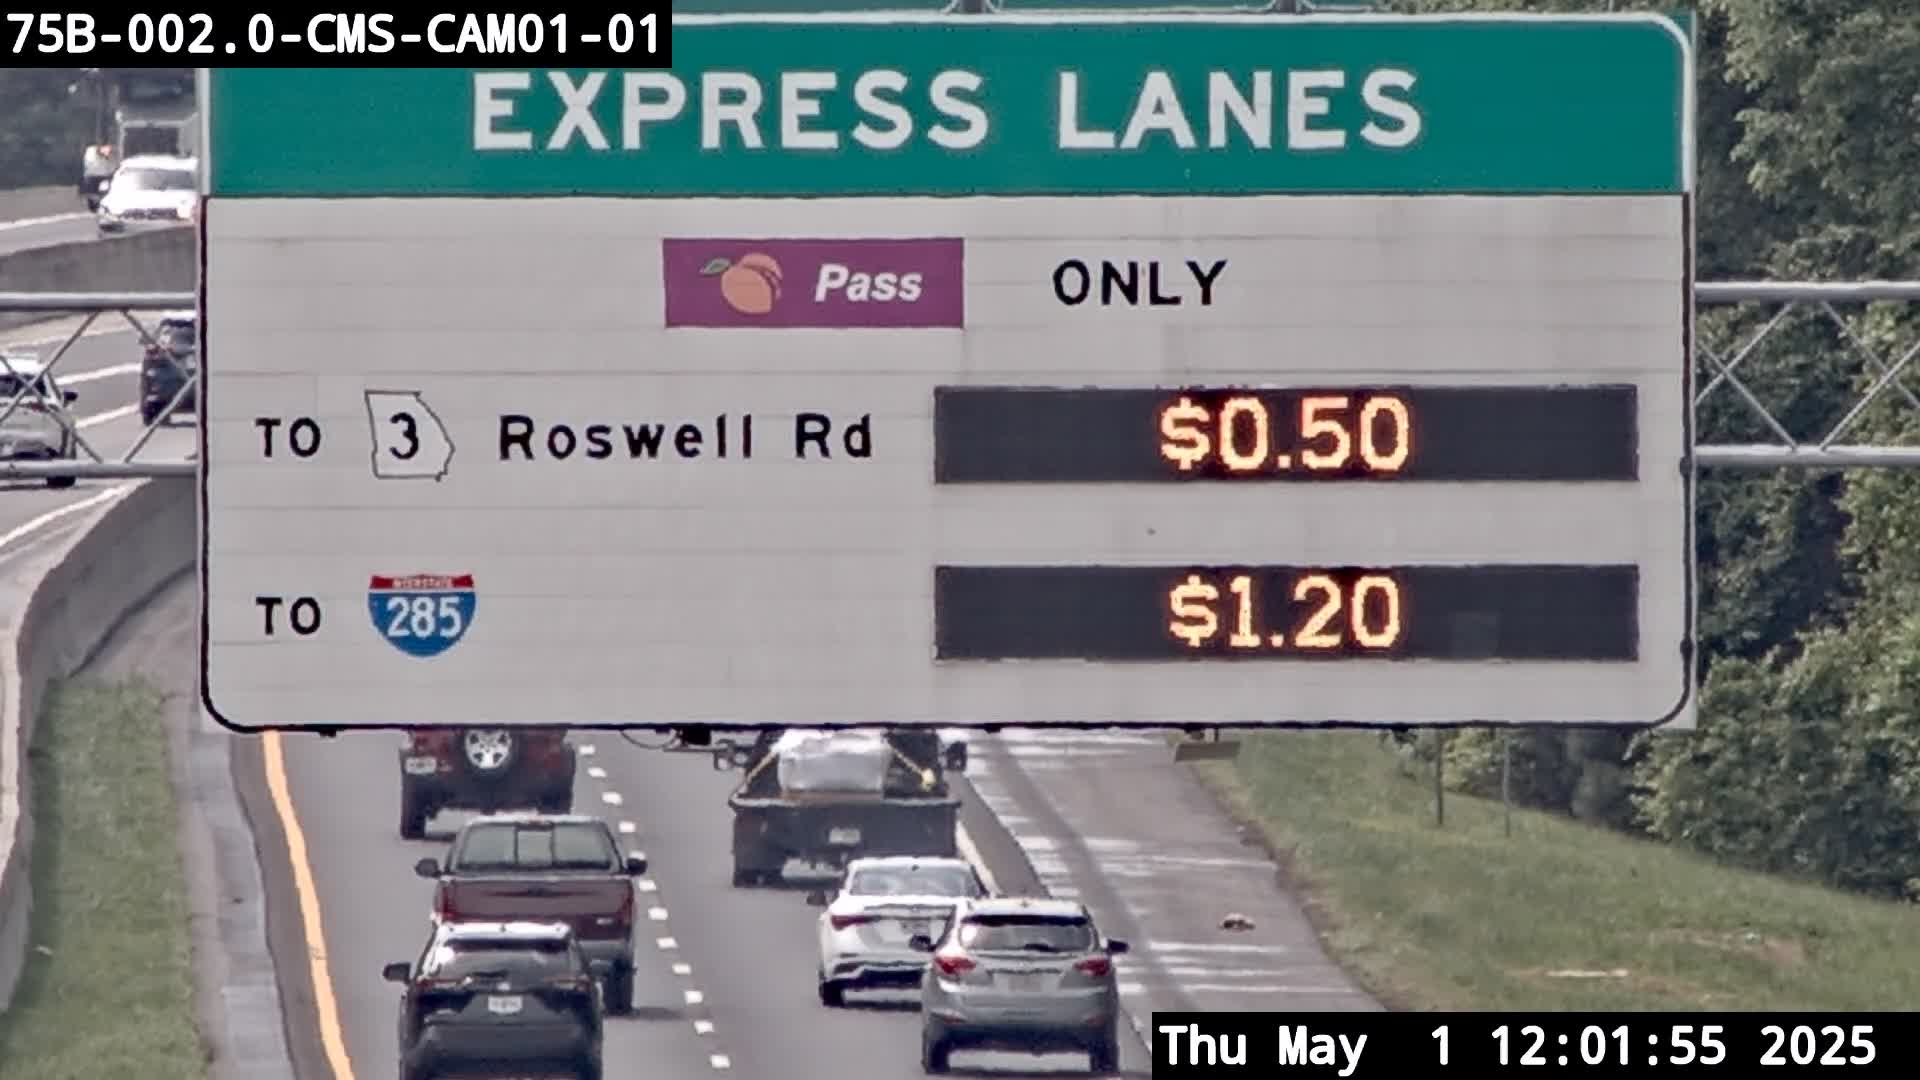 75B-002.0-CMS-CAM01-01
EXPRESS LANES
Pass ONLY
TO 3 Roswell Rd $0.50
INTERSTATE
TO 285 $1.20
Thu May 1 12:01:55 2025